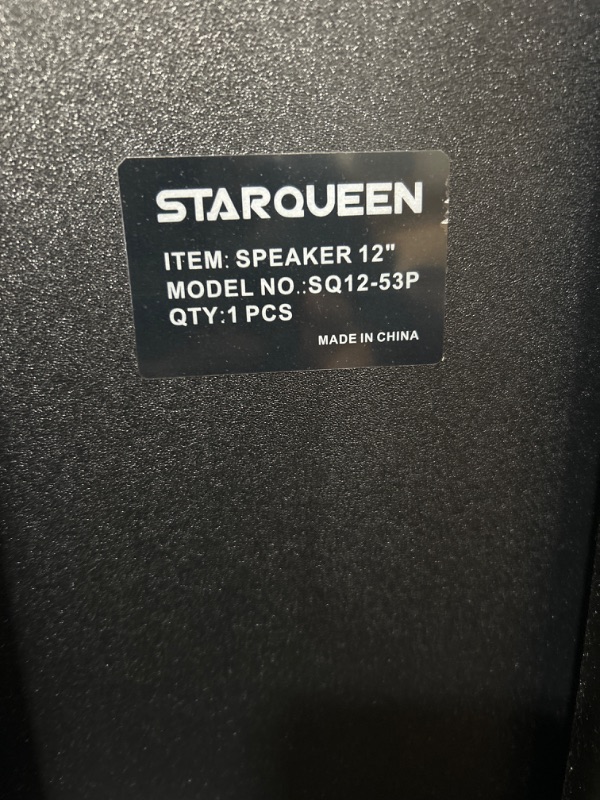 STARQUEEN
ITEM: SPEAKER 12"
MODEL NO.:SQ12-53P
QTY:1 PCS
MADE IN CHINA